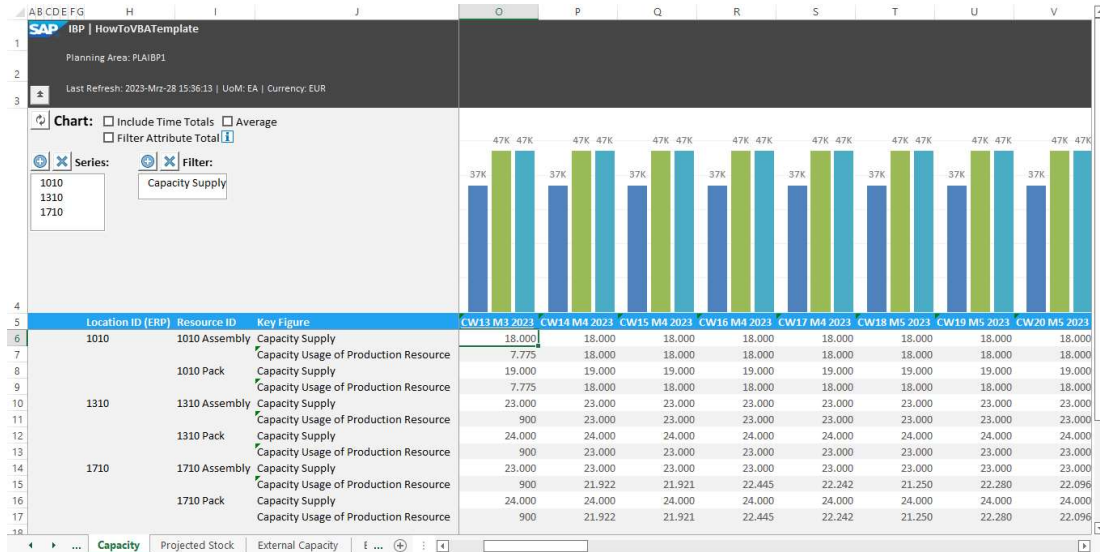 A B C D E F G H I J O P Q R S T U V
SAP IBP | HowToVBATemplate
1
Planning Area: PLAIBP1
2
Last Refresh: 2023-Mrz-28 15:36:13 | UoM: EA | Currency: EUR
3
Chart: Include Time Totals Average
Filter Attribute Total i
Series: Filter:
1010 Capacity Supply
1310
1710
37K 47K 47K 37K 47K 47K 37K 47K 47K 37K 47K 47K 37K 47K 47K 37K 47K 47K 37K 47K 47K 37K 47K 47K
4
5 Location ID (ERP) Resource ID Key Figure CW13 M3 2023 CW14 M4 2023 CW15 M4 2023 CW16 M4 2023 CW17 M4 2023 CW18 M5 2023 CW19 M5 2023 CW20 M5 2023
6 1010 1010 Assembly Capacity Supply 18.000 18.000 18.000 18.000 18.000 18.000 18.000 18.000
7 Capacity Usage of Production Resource 7.775 18.000 18.000 18.000 18.000 18.000 18.000 18.000
8 1010 Pack Capacity Supply 19.000 19.000 19.000 19.000 19.000 19.000 19.000 19.000
9 Capacity Usage of Production Resource 7.775 18.000 18.000 18.000 18.000 18.000 18.000 18.000
10 1310 1310 Assembly Capacity Supply 23.000 23.000 23.000 23.000 23.000 23.000 23.000 23.000
11 Capacity Usage of Production Resource 900 23.000 23.000 23.000 23.000 23.000 23.000 23.000
12 1310 Pack Capacity Supply 24.000 24.000 24.000 24.000 24.000 24.000 24.000 24.000
13 Capacity Usage of Production Resource 900 23.000 23.000 23.000 23.000 23.000 23.000 23.000
14 1710 1710 Assembly Capacity Supply 23.000 23.000 23.000 23.000 23.000 23.000 23.000 23.000
15 Capacity Usage of Production Resource 900 21.922 21.921 22.445 22.242 21.250 22.280 22.096
16 1710 Pack Capacity Supply 24.000 24.000 24.000 24.000 24.000 24.000 24.000 24.000
17 Capacity Usage of Production Resource 900 21.922 21.921 22.445 22.242 21.250 22.280 22.096
18
... Capacity Projected Stock External Capacity ...